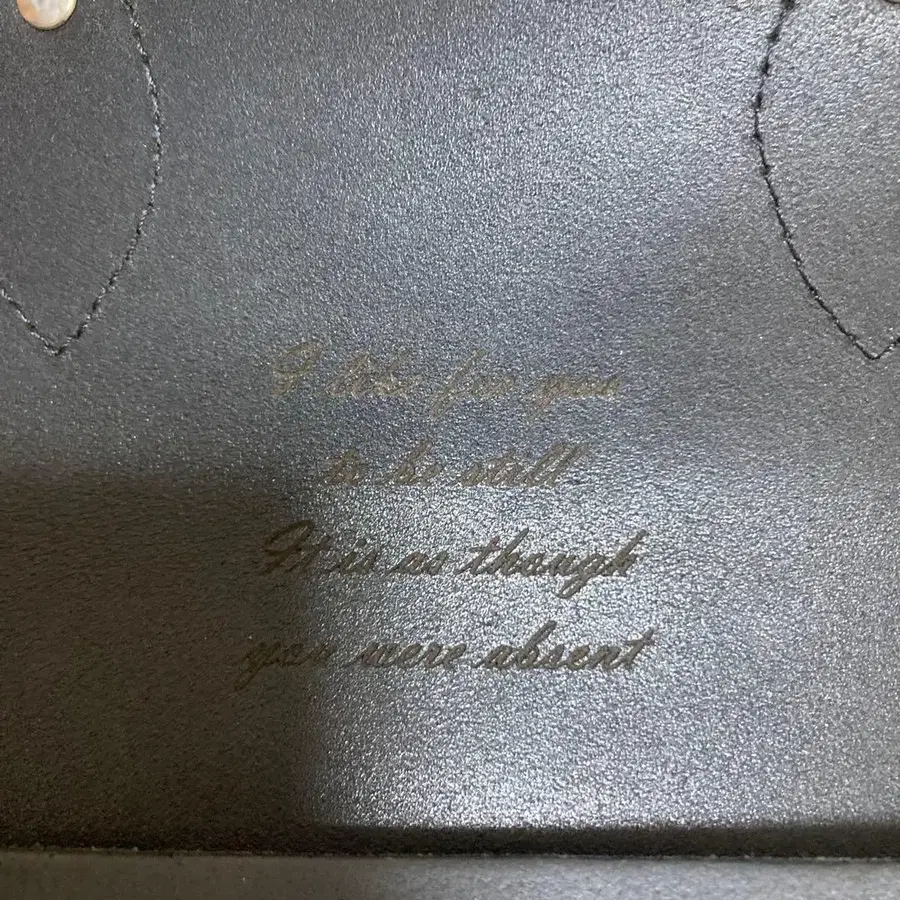 I like for you
to be still
It is as though
you were absent